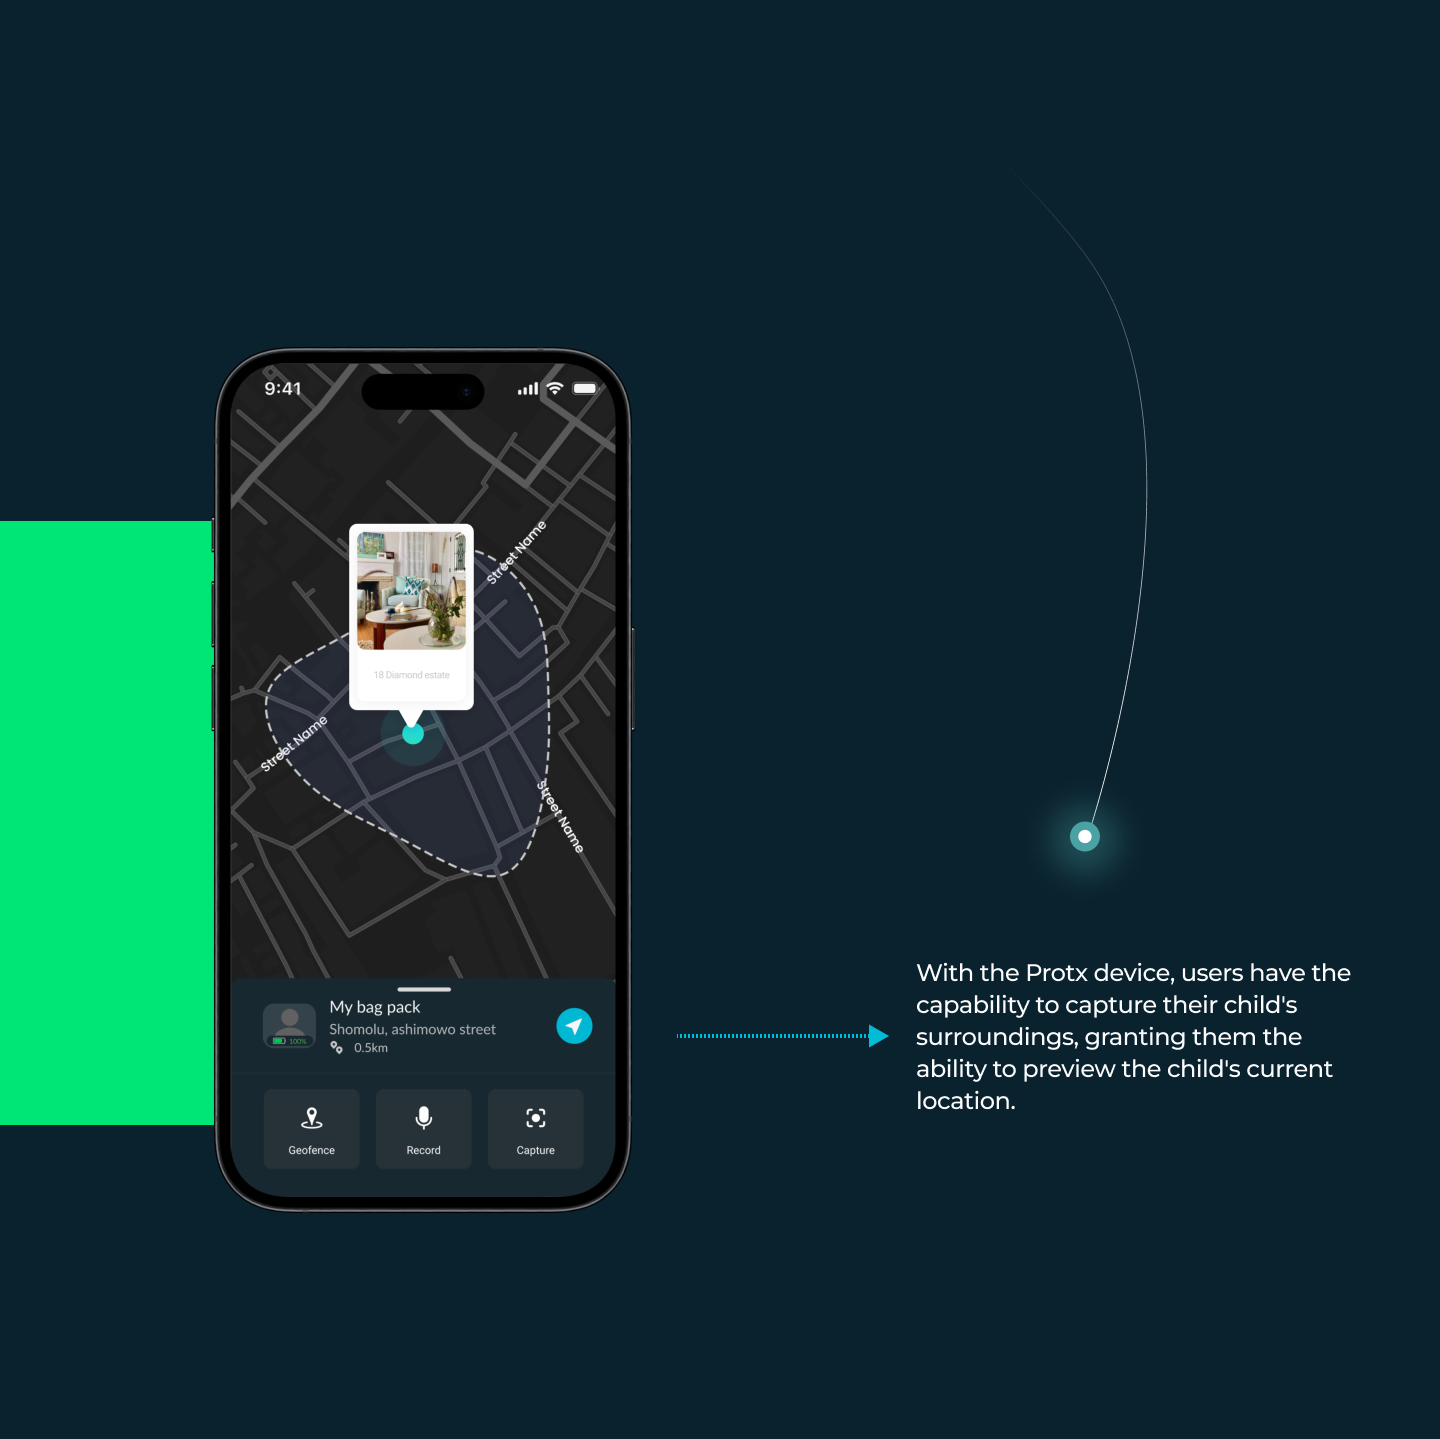 9:41
Street Name
18 Diamond estate
Street Name
Street Name
My bag pack
Shomolu, ashimowo street
100%
0.5km
Geofence
Record
Capture
With the Protx device, users have the
capability to capture their child's
surroundings, granting them the
ability to preview the child's current
location.